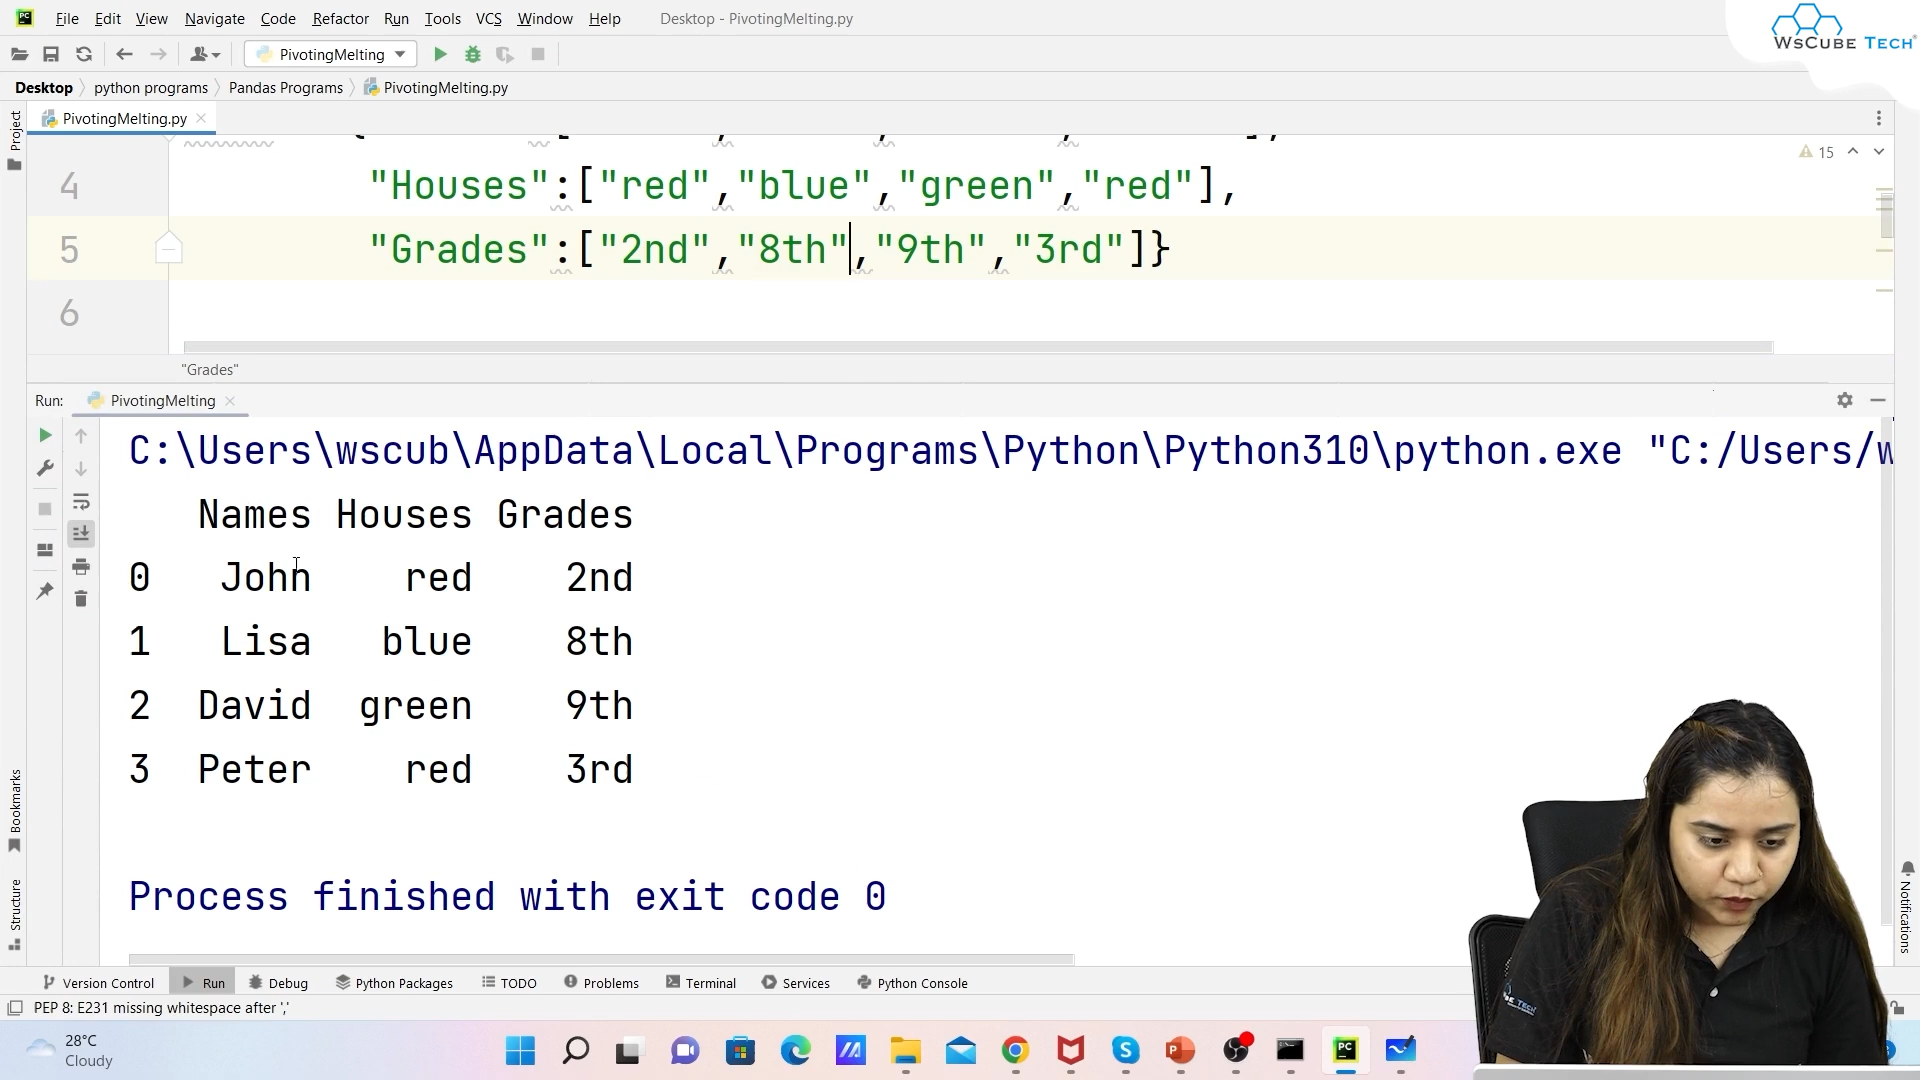 File Edit View Navigate Code Refactor Run Tools VCS Window Help Desktop - PivotingMelting.py
WsCube Tech
PivotingMelting
Desktop python programs Pandas Programs PivotingMelting.py
Project
PivotingMelting.py
15
4 "Houses":["red","blue","green","red"],
5 "Grades":["2nd","8th","9th","3rd"]}
6
"Grades"
Run: PivotingMelting
C:\Users\wscub\AppData\Local\Programs\Python\Python310\python.exe "C:/Users/w
Names Houses Grades
0 John red 2nd
1 Lisa blue 8th
2 David green 9th
3 Peter red 3rd
Process finished with exit code 0
Bookmarks
Structure
Notifications
Version Control Run Debug Python Packages TODO Problems Terminal Services Python Console
PEP 8: E231 missing whitespace after ','
28°C
Cloudy